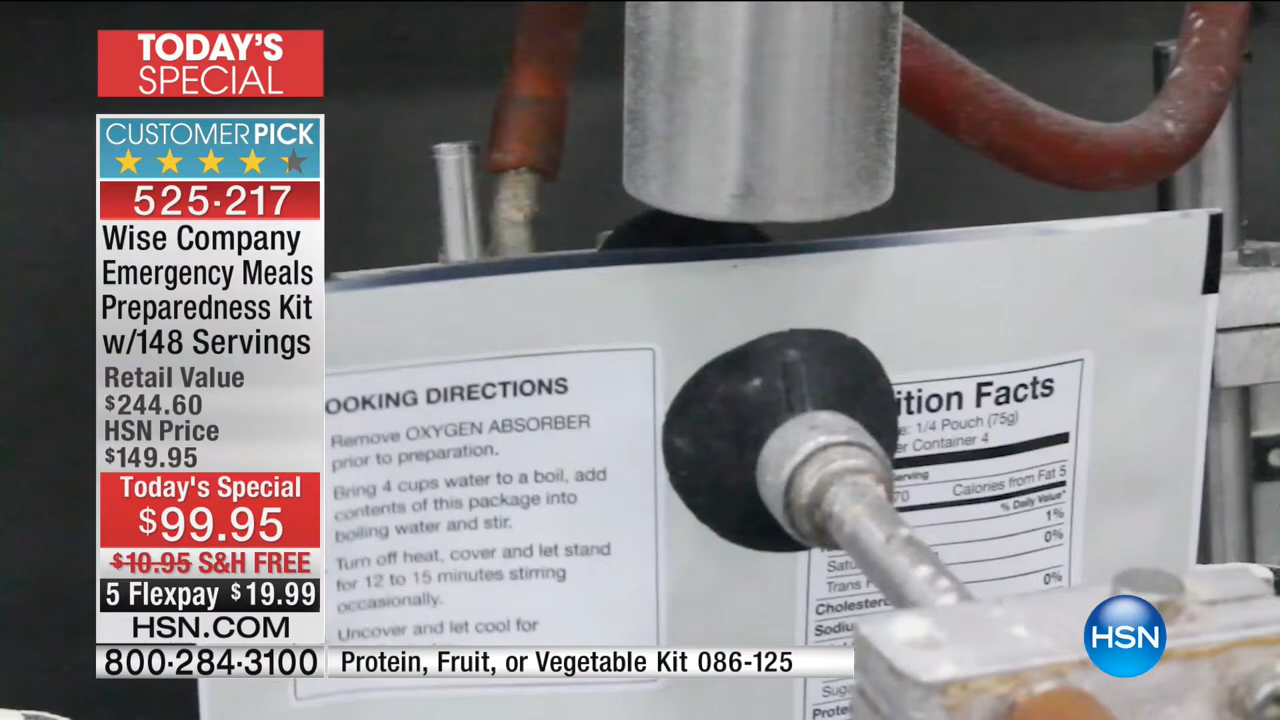 TODAY'S
SPECIAL
CUSTOMER PICK
525·217
Wise Company
Emergency Meals
Preparedness Kit
w/148 Servings
Retail Value
$244.60
HSN Price
$149.95
Today's Special
$99.95
$10.95 S&H FREE
5 Flexpay $19.99
HSN.COM
800·284·3100
Protein, Fruit, or Vegetable Kit 086-125
OOKING DIRECTIONS
Remove OXYGEN ABSORBER
prior to preparation.
Bring 4 cups water to a boil, add
contents of this package into
boiling water and stir.
Turn off heat, cover and let stand
for 12 to 15 minutes stirring
occasionally.
Uncover and let cool for
ition Facts
e: 1/4 Pouch (75g)
er Container 4
erving
70 Calories from Fat 5
% Daily Value*
1%
Satu
0%
Trans F
Cholester
0%
Sodiu
Suga
Protei
HSN